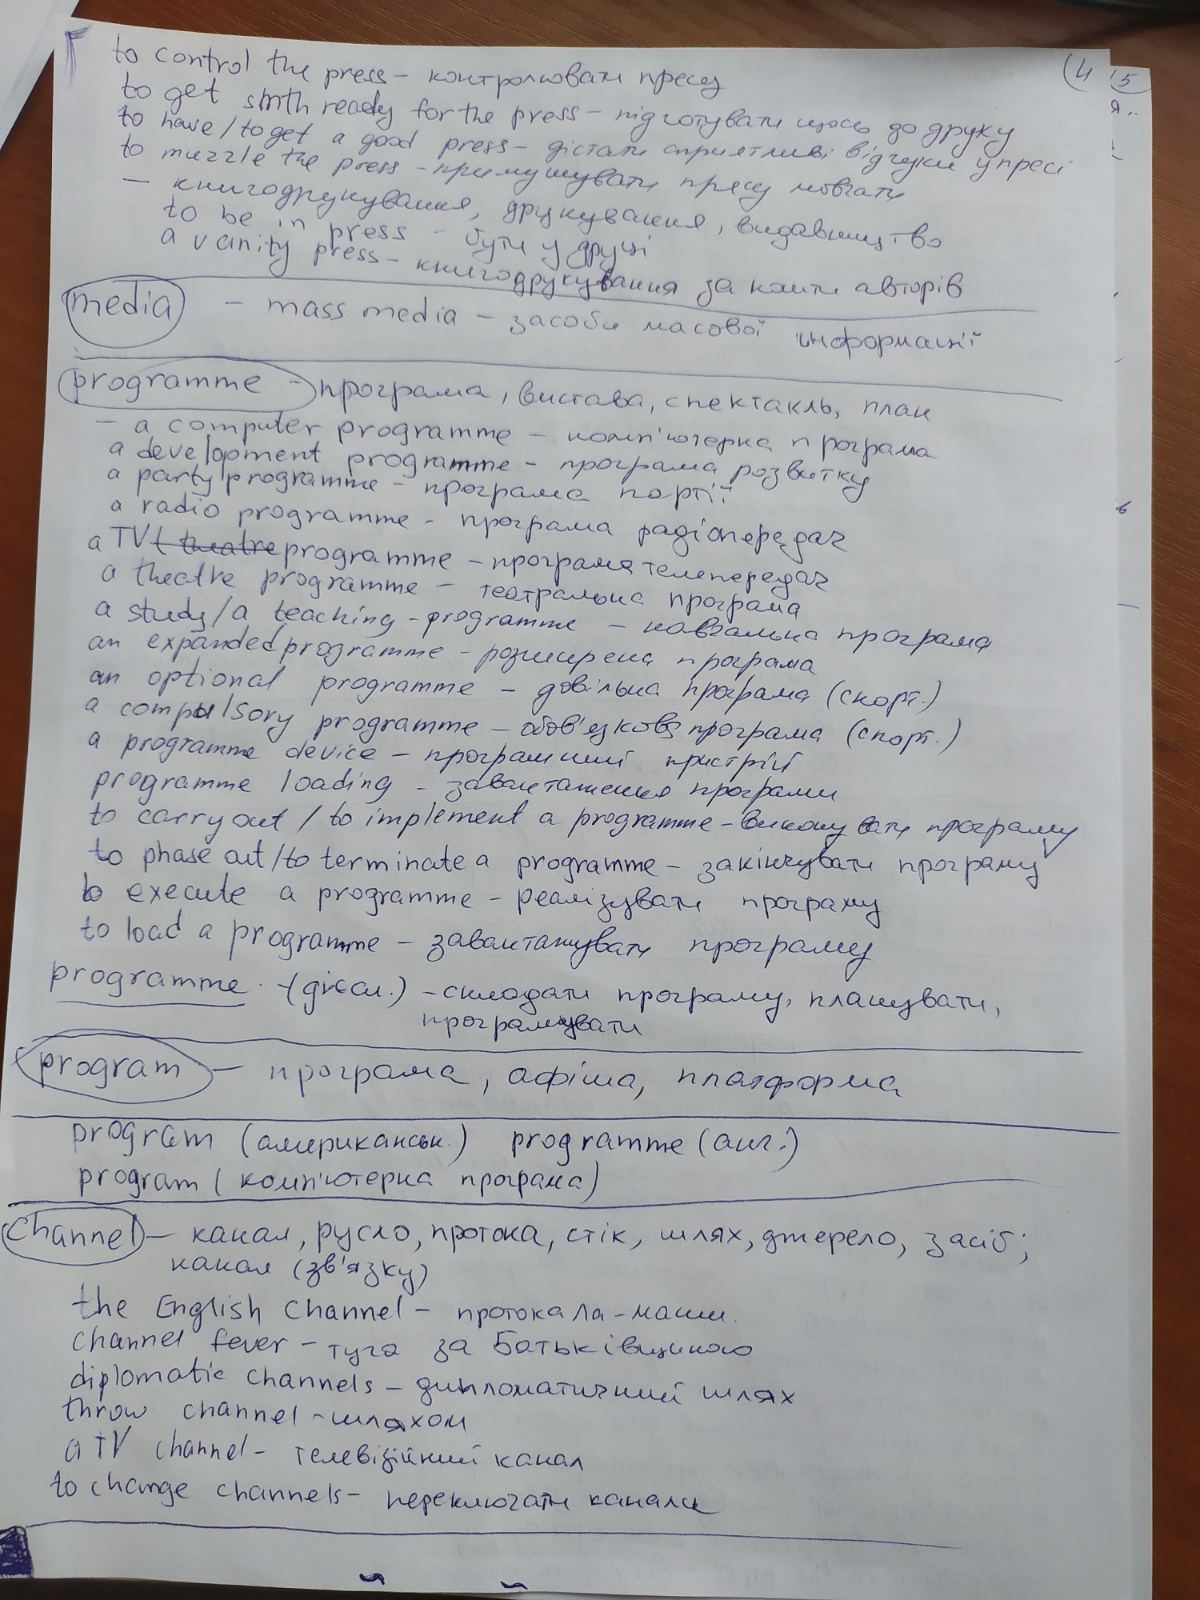 4
5
я..
to control the press – контролювати пресу
to get smth ready for the press – підготувати щось до друку
to have/to get a good press – дістати сприятливі відгуки у пресі
to muzzle the press – примушувати пресу мовчати
– книгодрукування, друкування, видавництво
to be in press – бути у друці
a vanity press – книгодрукування за кошти авторів
media – mass media – засоби масової інформації
programme – програма, вистава, спектакль, план
– a computer programme – комп'ютерна програма
a development programme – програма розвитку
a party programme – програма партії
a radio programme – програма радіопередач
a TV theatre programme – програма телепередач
a theatre programme – театральна програма
a study/a teaching-programme – навчальна програма
an expanded programme – розширена програма
an optional programme – довільна програма (спорт.)
a compulsory programme – обов'язкова програма (спорт.)
a programme device – програмний пристрій
programme loading – завантаження програми
to carry out / to implement a programme – виконувати програму
to phase out/to terminate a programme – закінчувати програму
to execute a programme – реалізувати програму
to load a programme – завантажувати програму
programme – (дієсл.) – складати програму, планувати,
програмувати
program – програма, афіша, платформа
program (американськ.) programme (анг.)
program (комп'ютерна програма)
channel – канал, русло, протока, стік, шлях, джерело, засіб;
канал (зв'язку)
the English Channel – протока Ла-манш.
channel fever – туга за Батьківщиною
diplomatic channels – дипломатичний шлях
throw channel – шляхом
a TV channel – телевізійний канал
to change channels – переключати канали